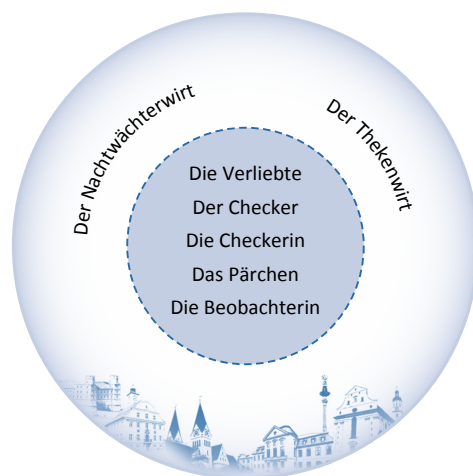 Der Nachtwächterwirt
Der Thekenwirt
Die Verliebte
Der Checker
Die Checkerin
Das Pärchen
Die Beobachterin